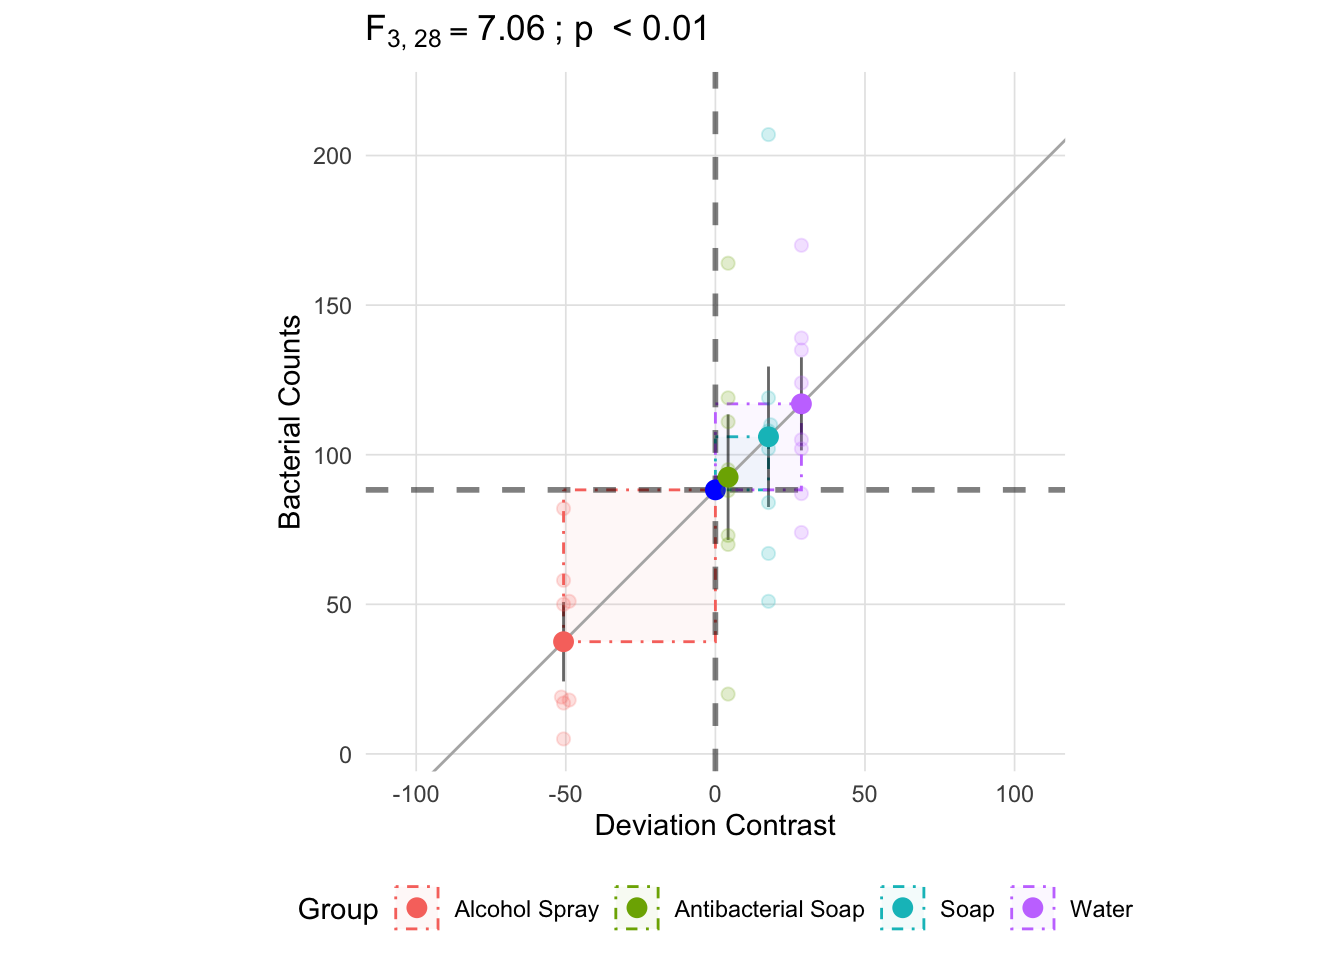 F3, 28 = 7.06 ; p < 0.01
Bacterial Counts
200
150
100
50
0
-100 -50 0 50 100
Deviation Contrast
Group Alcohol Spray Antibacterial Soap Soap Water